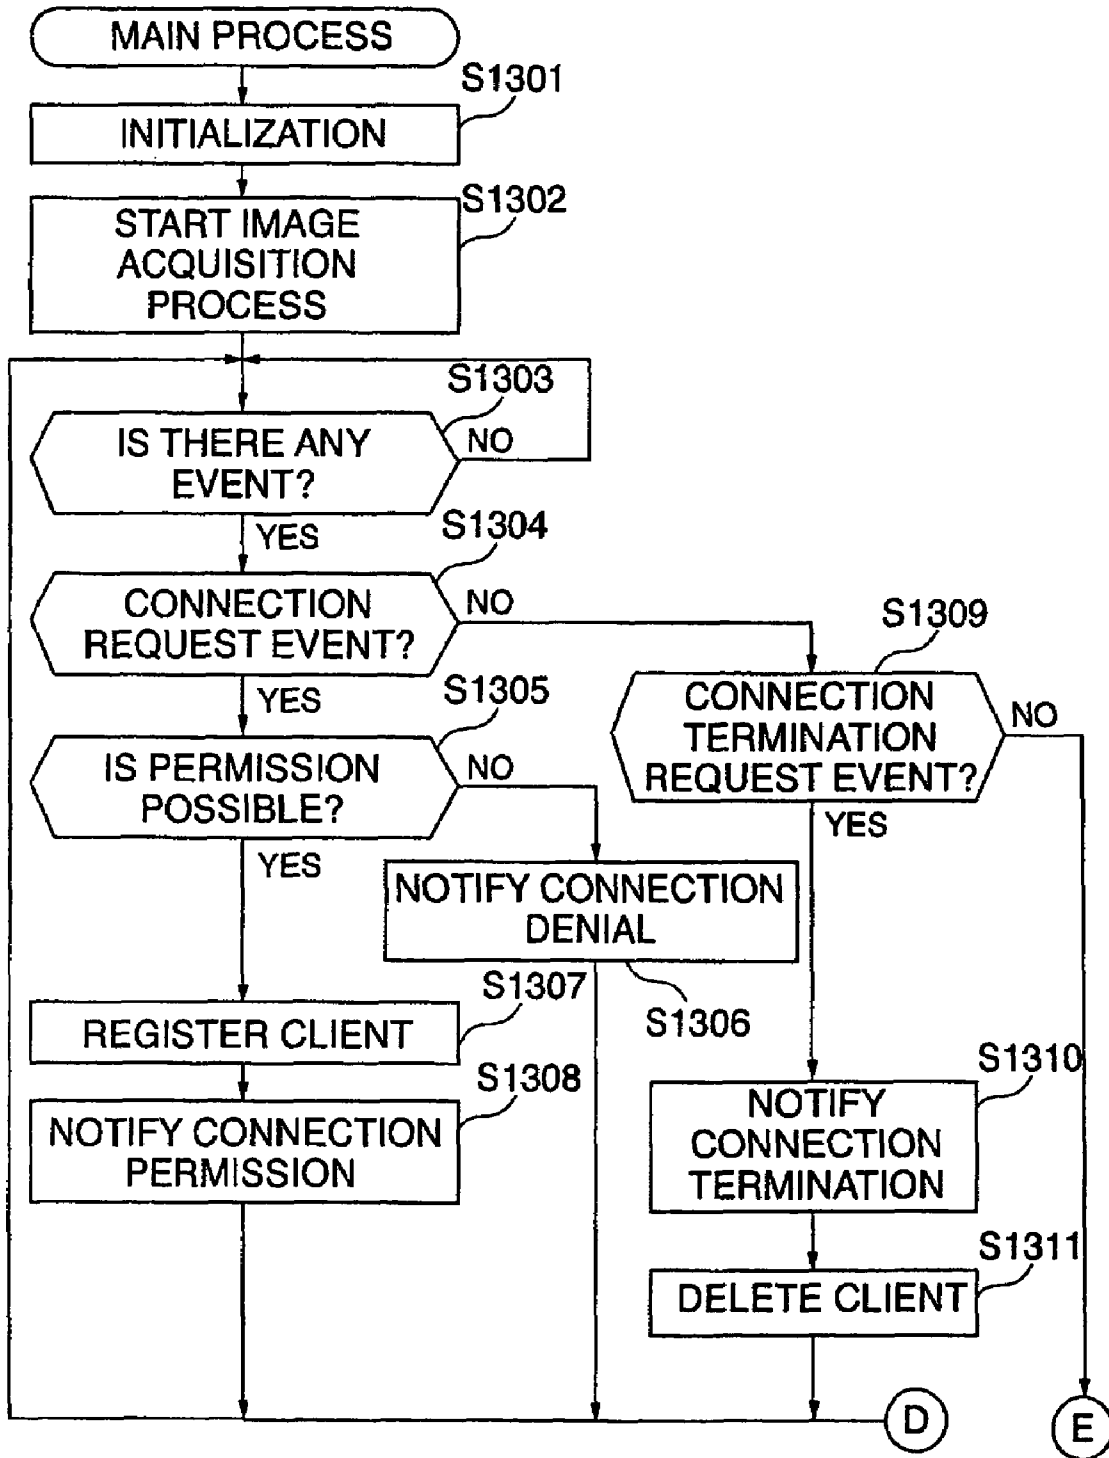 MAIN PROCESS
S1301
INITIALIZATION
S1302
START IMAGE
ACQUISITION
PROCESS
S1303
IS THERE ANY
EVENT?
NO
YES
S1304
CONNECTION
REQUEST EVENT?
NO
YES
S1309
CONNECTION
TERMINATION
REQUEST EVENT?
NO
YES
S1305
IS PERMISSION
POSSIBLE?
NO
YES
NOTIFY CONNECTION
DENIAL
S1306
S1307
REGISTER CLIENT
S1308
NOTIFY CONNECTION
PERMISSION
S1310
NOTIFY
CONNECTION
TERMINATION
S1311
DELETE CLIENT
D
E